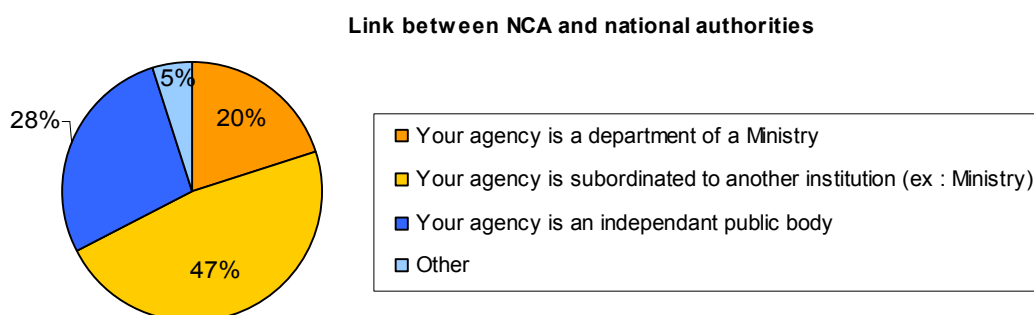 Link between NCA and national authorities
5%
20%
28%
47%
Your agency is a department of a Ministry
Your agency is subordinated to another institution (ex : Ministry)
Your agency is an independant public body
Other